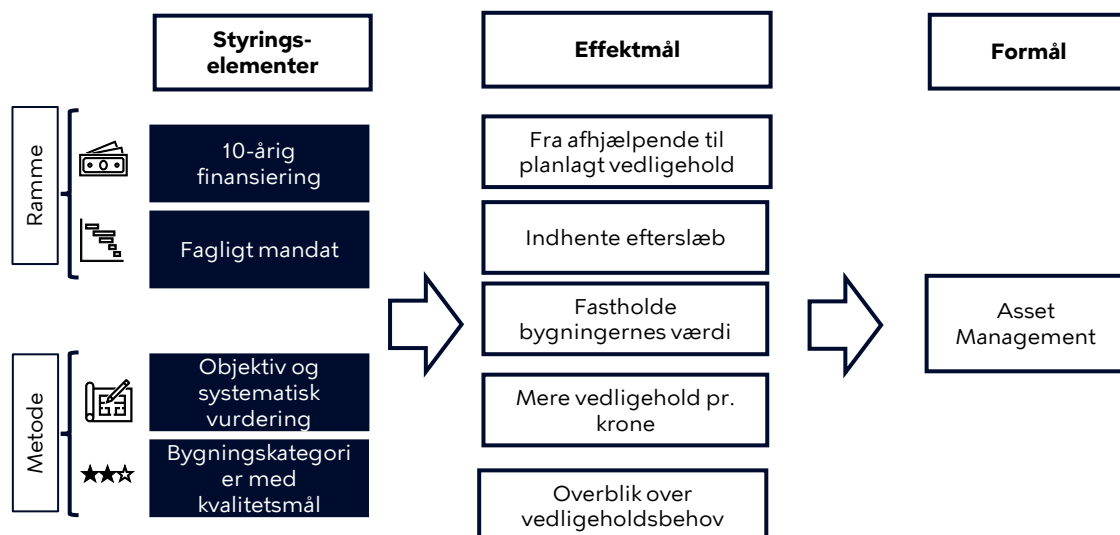 Styrings-
elementer
Effektmål
Formål
Ramme
10-årig
finansiering
Fagligt mandat
Metode
Objektiv og
systematisk
vurdering
Bygningskategori
er med
kvalitetsmål
Fra afhjælpende til
planlagt vedligehold
Indhente efterslæb
Fastholde
bygningernes værdi
Mere vedligehold pr.
krone
Overblik over
vedligeholdsbehov
Asset
Management